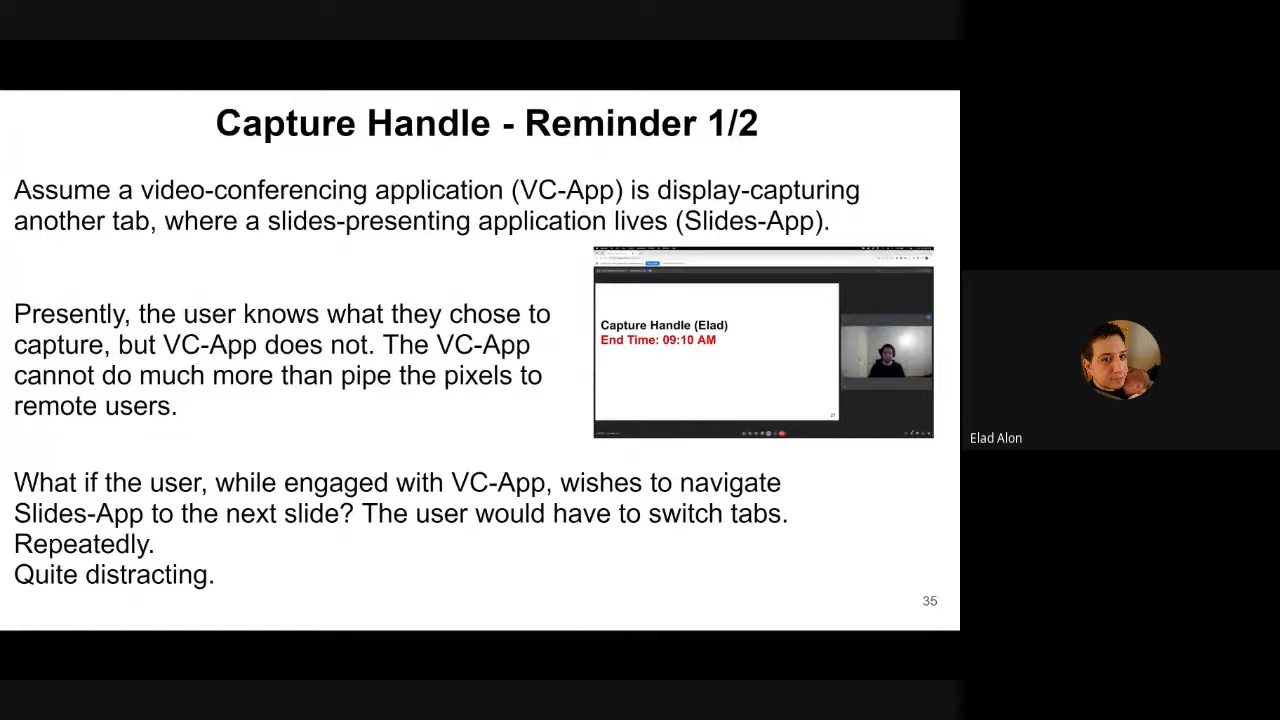 Capture Handle - Reminder 1/2
Assume a video-conferencing application (VC-App) is display-capturing
another tab, where a slides-presenting application lives (Slides-App).
Presently, the user knows what they chose to
capture, but VC-App does not. The VC-App
cannot do much more than pipe the pixels to
remote users.
Capture Handle (Elad)
End Time: 09:10 AM
What if the user, while engaged with VC-App, wishes to navigate
Slides-App to the next slide? The user would have to switch tabs.
Repeatedly.
Quite distracting.
35
Elad Alon